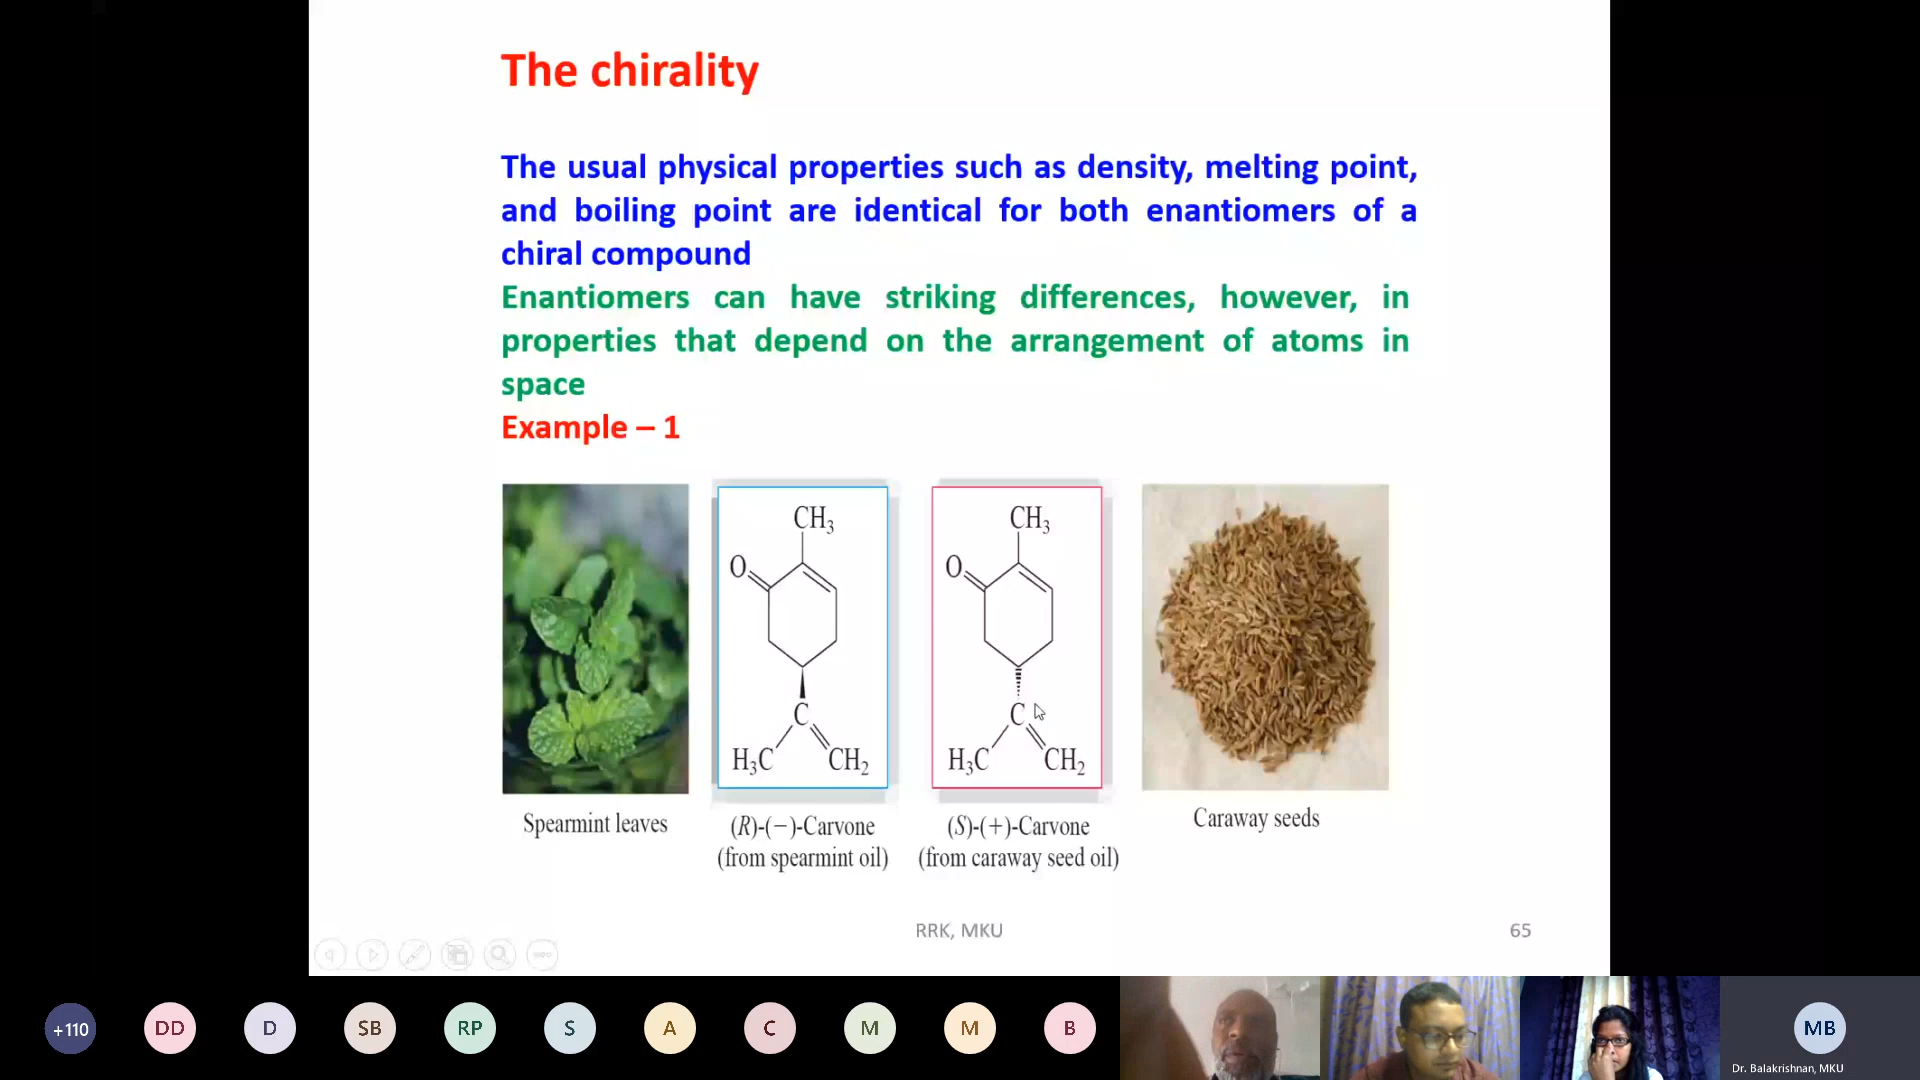 The chirality
The usual physical properties such as density, melting point,
and boiling point are identical for both enantiomers of a
chiral compound
Enantiomers can have striking differences, however, in
properties that depend on the arrangement of atoms in
space
Example – 1
CH₃
O
C
H₃C
CH₂
CH₃
O
C
H₃C
CH₂
Spearmint leaves
(R)-(−)-Carvone
(from spearmint oil)
(S)-(+)-Carvone
(from caraway seed oil)
Caraway seeds
RRK, MKU
65
+110
DD
D
SB
RP
S
A
C
M
M
B
MB
Dr. Balakrishnan, MKU